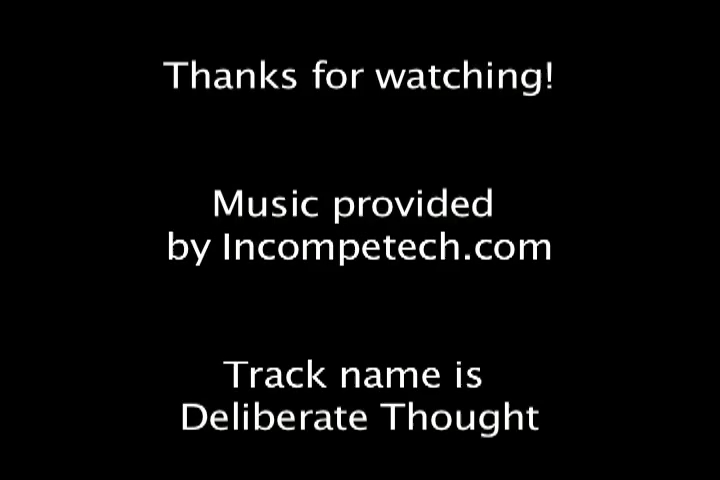 Thanks for watching!
Music provided
by Incompetech.com
Track name is
Deliberate Thought